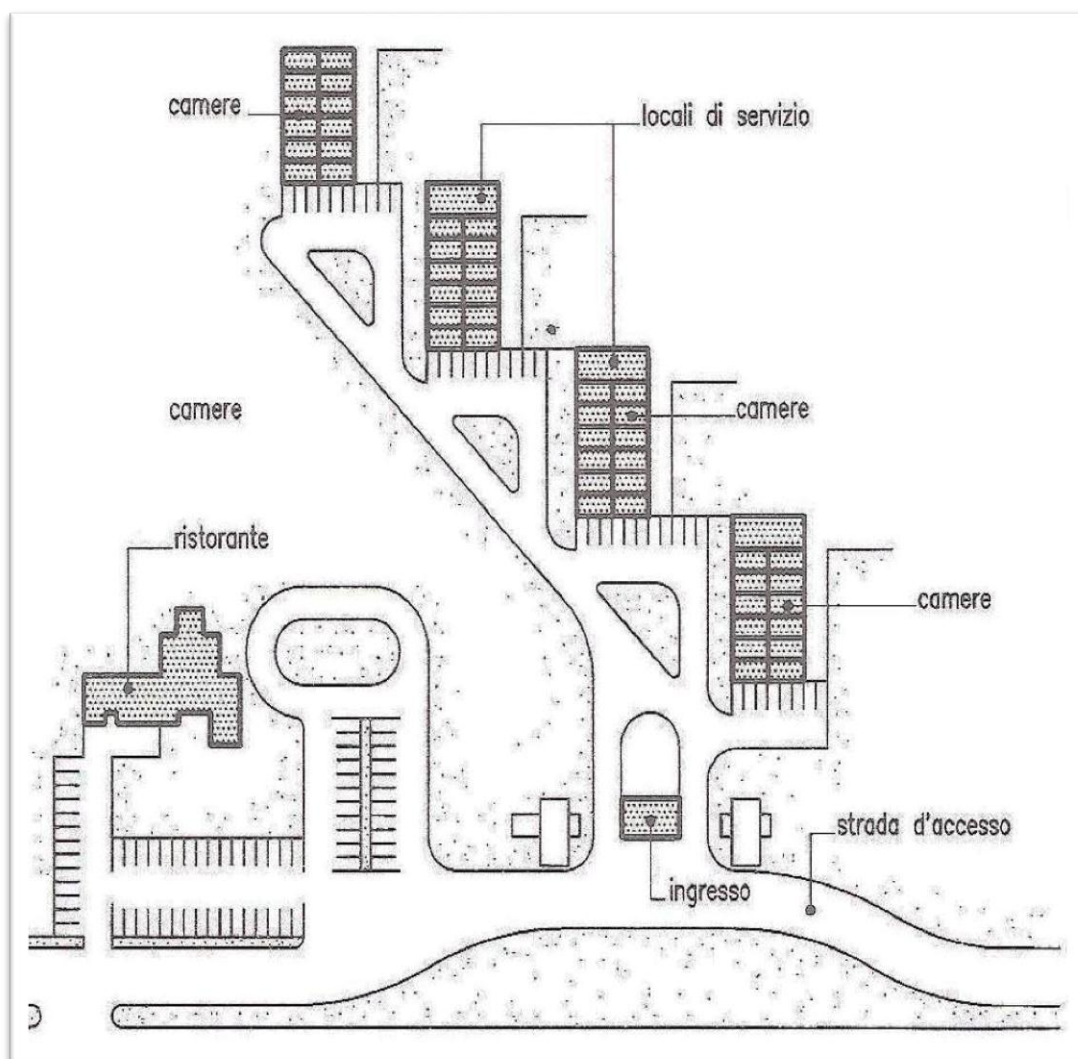 camere
locali di servizio
camere
camere
ristorante
camere
strada d'accesso
ingresso